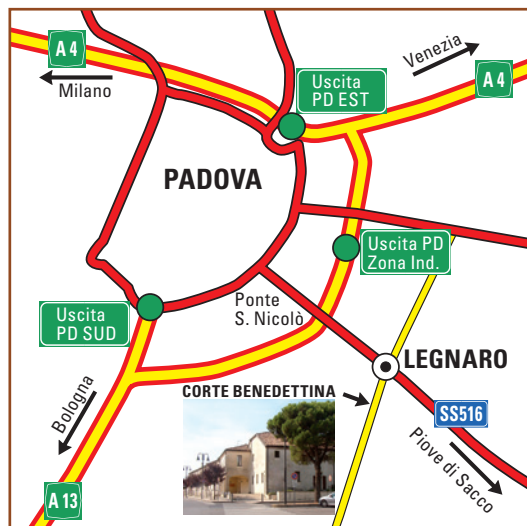 A 4
Milano
Uscita
PD EST
Venezia
A 4
PADOVA
Uscita PD
Zona Ind.
Uscita
PD SUD
Ponte
S. Nicolò
LEGNARO
CORTE BENEDETTINA
SS516
Bologna
Piove di Sacco
A 13